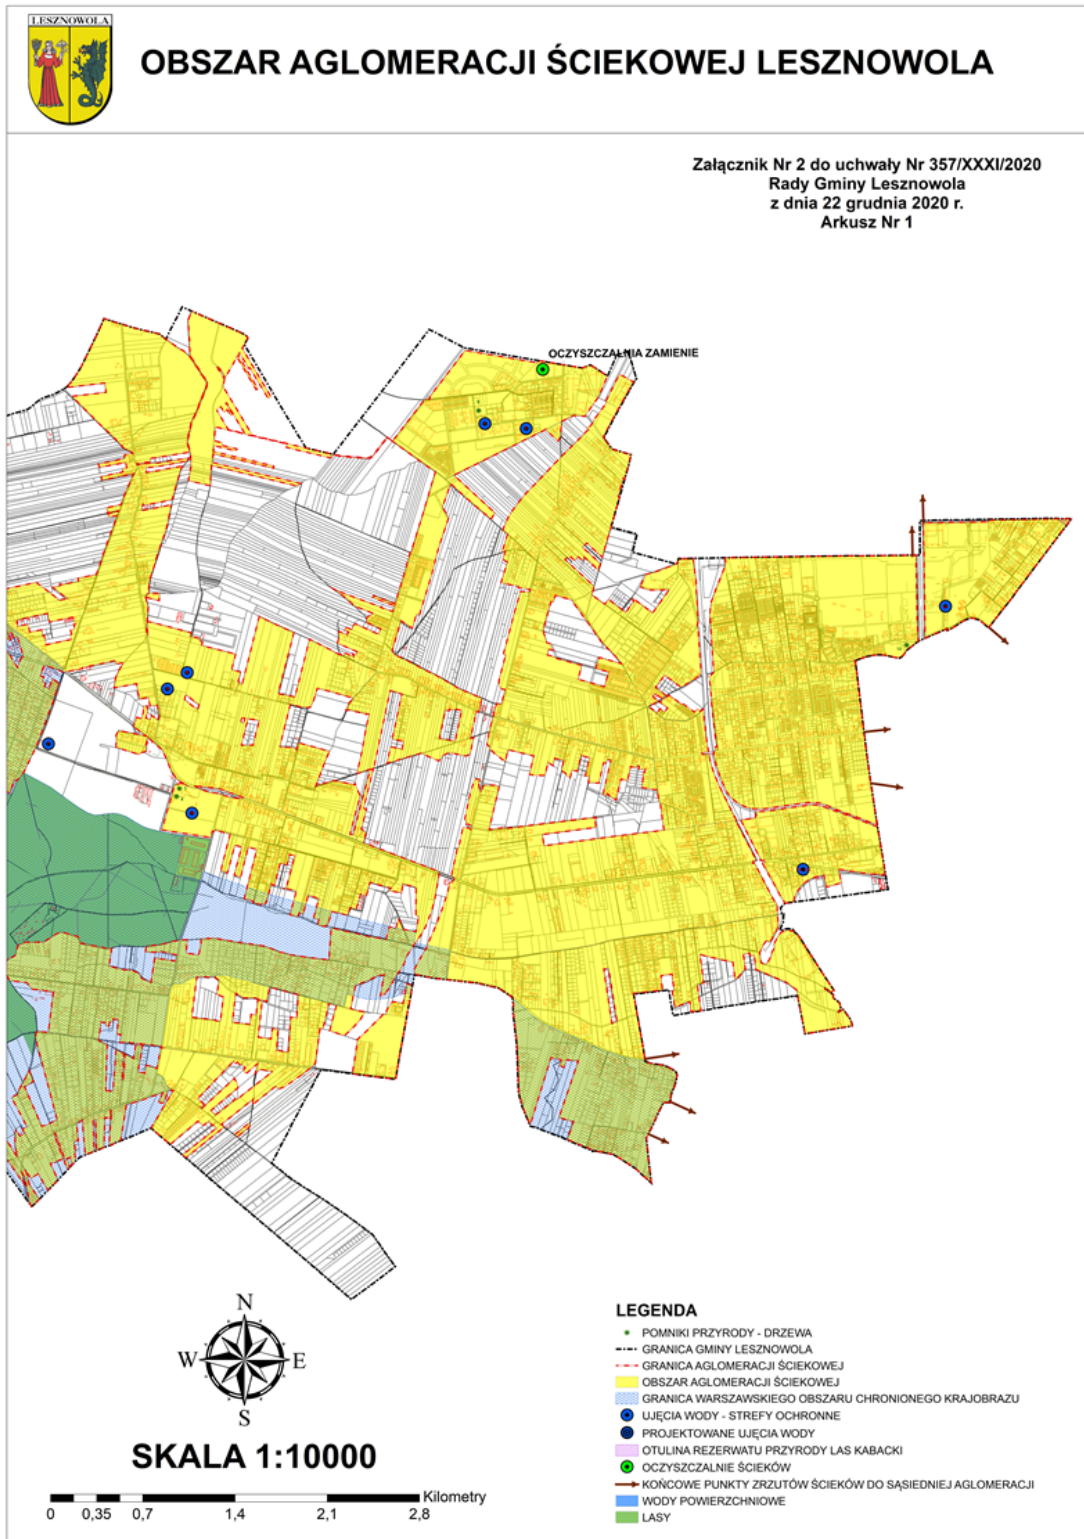 LESZNOWOLA
OBSZAR AGLOMERACJI ŚCIEKOWEJ LESZNOWOLA
Załącznik Nr 2 do uchwały Nr 357/XXXI/2020
Rady Gminy Lesznowola
z dnia 22 grudnia 2020 r.
Arkusz Nr 1
OCZYSZCZALNIA ZAMIENIE
N
W E
S
SKALA 1:10000
Kilometry
0 0,35 0,7 1,4 2,1 2,8
LEGENDA
POMNIKI PRZYRODY - DRZEWA
GRANICA GMINY LESZNOWOLA
GRANICA AGLOMERACJI ŚCIEKOWEJ
OBSZAR AGLOMERACJI ŚCIEKOWEJ
GRANICA WARSZAWSKIEGO OBSZARU CHRONIONEGO KRAJOBRAZU
UJĘCIA WODY - STREFY OCHRONNE
PROJEKTOWANE UJĘCIA WODY
OTULINA REZERWATU PRZYRODY LAS KABACKI
OCZYSZCZALNIE ŚCIEKÓW
KOŃCOWE PUNKTY ZRZUTÓW ŚCIEKÓW DO SĄSIEDNIEJ AGLOMERACJI
WODY POWIERZCHNIOWE
LASY